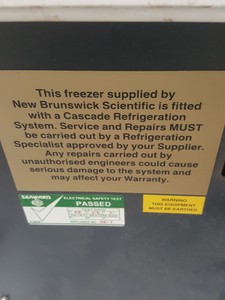 This freezer supplied by
New Brunswick Scientific is fitted
with a Cascade Refrigeration
System. Service and Repairs MUST
be carried out by a Refrigeration
Specialist approved by your Supplier.
Any repairs carried out by
unauthorised engineers could cause
serious damage to the system and
may affect your Warranty.
SEAWARD
ELECTRICAL SAFETY TEST
PASSED
WARNING
THIS EQUIPMENT
MUST BE EARTHED